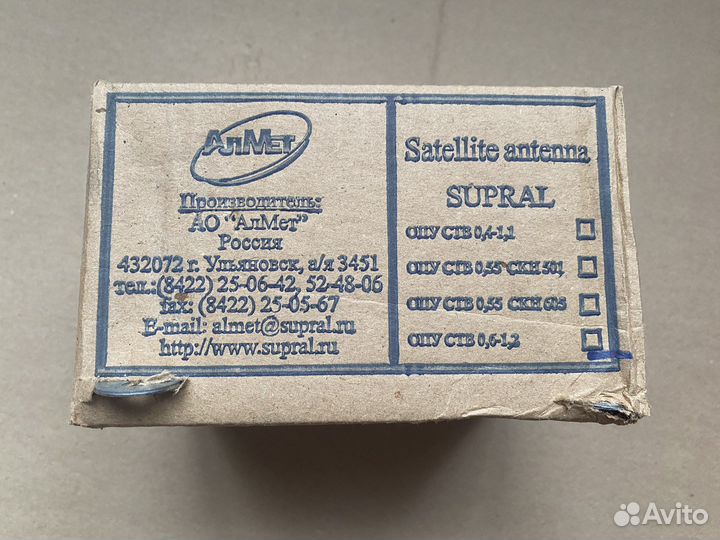 АлМет
Производитель:
АО "АлМет"
Россия
432072 г. Ульяновск, а/я 3451
тел.:(8422) 25-06-42, 52-48-06
fax: (8422) 25-05-67
E-mail: almet@supral.ru
http://www.supral.ru
Satellite antenna
SUPRAL
ОПУ СТВ 0,4-1,1
ОПУ СТВ 0,55 СКН 501
ОПУ СТВ 0,55 СКН 605
ОПУ СТВ 0,6-1,2
Avito